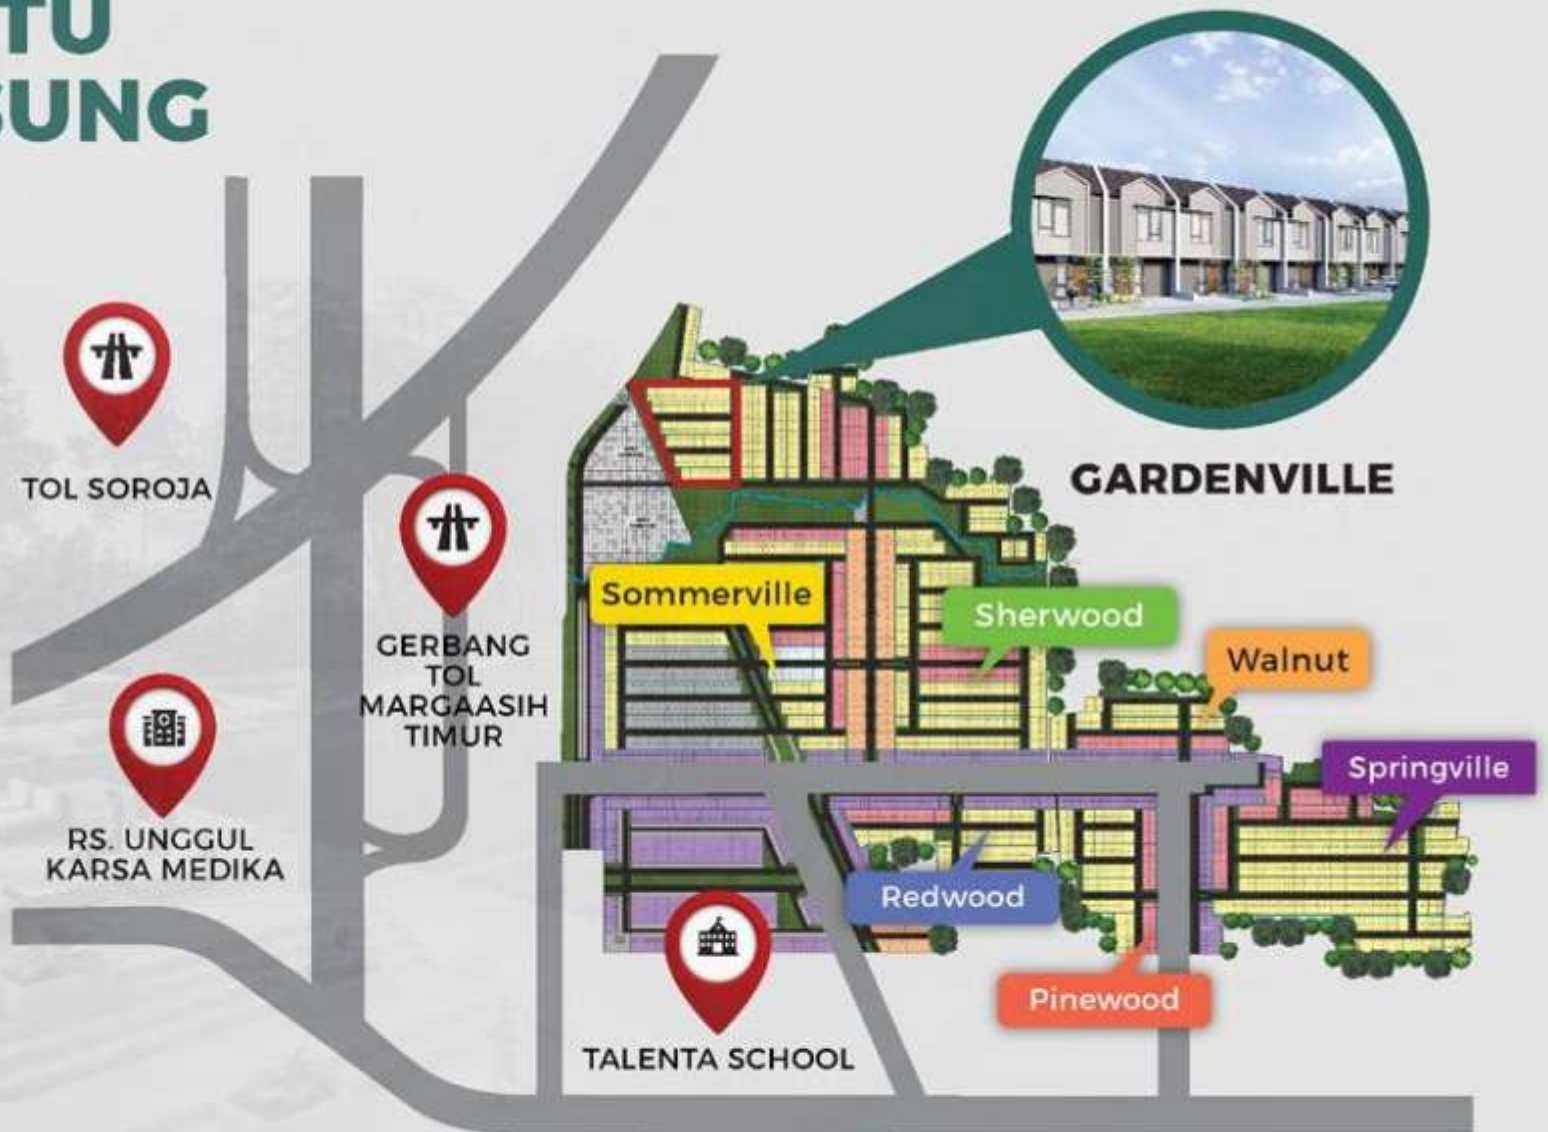 TU
SUNG
TOL SOROJA
GERBANG
TOL
MARGAASIH
TIMUR
RS. UNGGUL
KARSA MEDIKA
TALENTA SCHOOL
GARDENVILLE
Sommerville
Sherwood
Walnut
Springville
Redwood
Pinewood